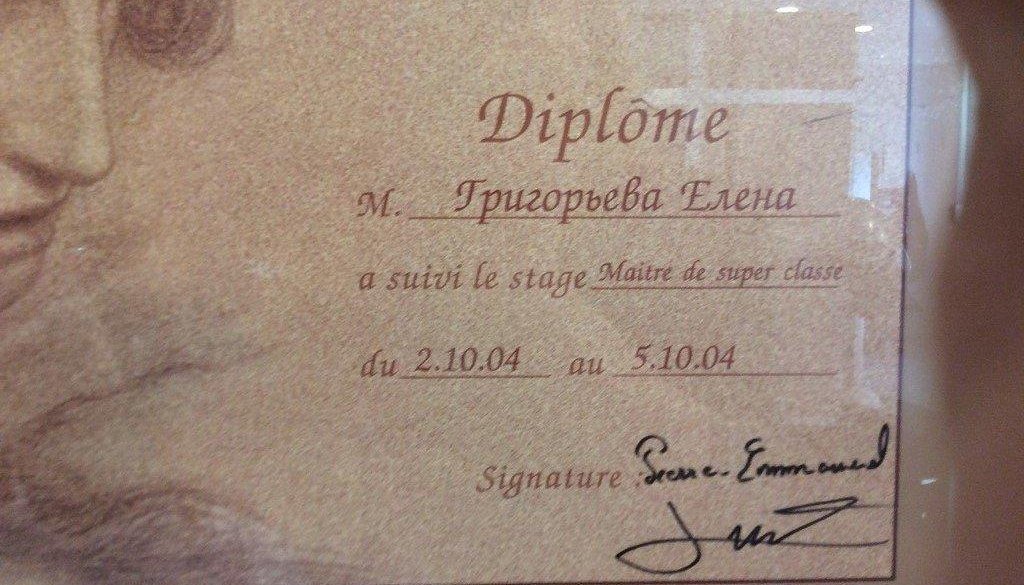 Diplôme
M. Григорьева Елена
a suivi le stage Maitre de super classe
du 2.10.04 au 5.10.04
Signature : Pierre-Emmanuel